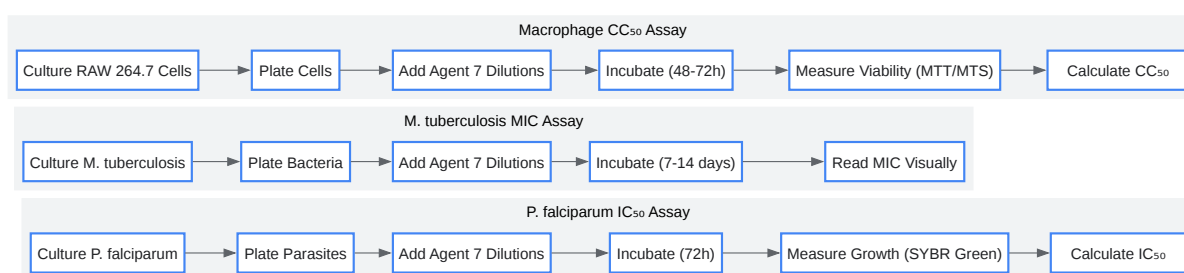 Macrophage CC₅₀ Assay
Culture RAW 264.7 Cells
Plate Cells
Add Agent 7 Dilutions
Incubate (48-72h)
Measure Viability (MTT/MTS)
Calculate CC₅₀
M. tuberculosis MIC Assay
Culture M. tuberculosis
Plate Bacteria
Add Agent 7 Dilutions
Incubate (7-14 days)
Read MIC Visually
P. falciparum IC₅₀ Assay
Culture P. falciparum
Plate Parasites
Add Agent 7 Dilutions
Incubate (72h)
Measure Growth (SYBR Green)
Calculate IC₅₀